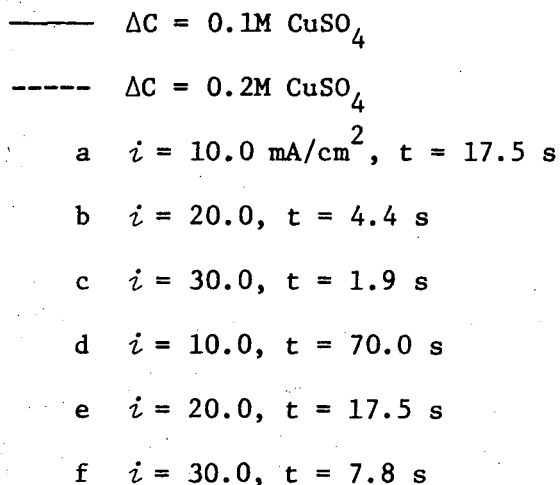 ΔC = 0.1M CuSO₄
ΔC = 0.2M CuSO₄
a i = 10.0 mA/cm², t = 17.5 s
b i = 20.0, t = 4.4 s
c i = 30.0, t = 1.9 s
d i = 10.0, t = 70.0 s
e i = 20.0, t = 17.5 s
f i = 30.0, t = 7.8 s